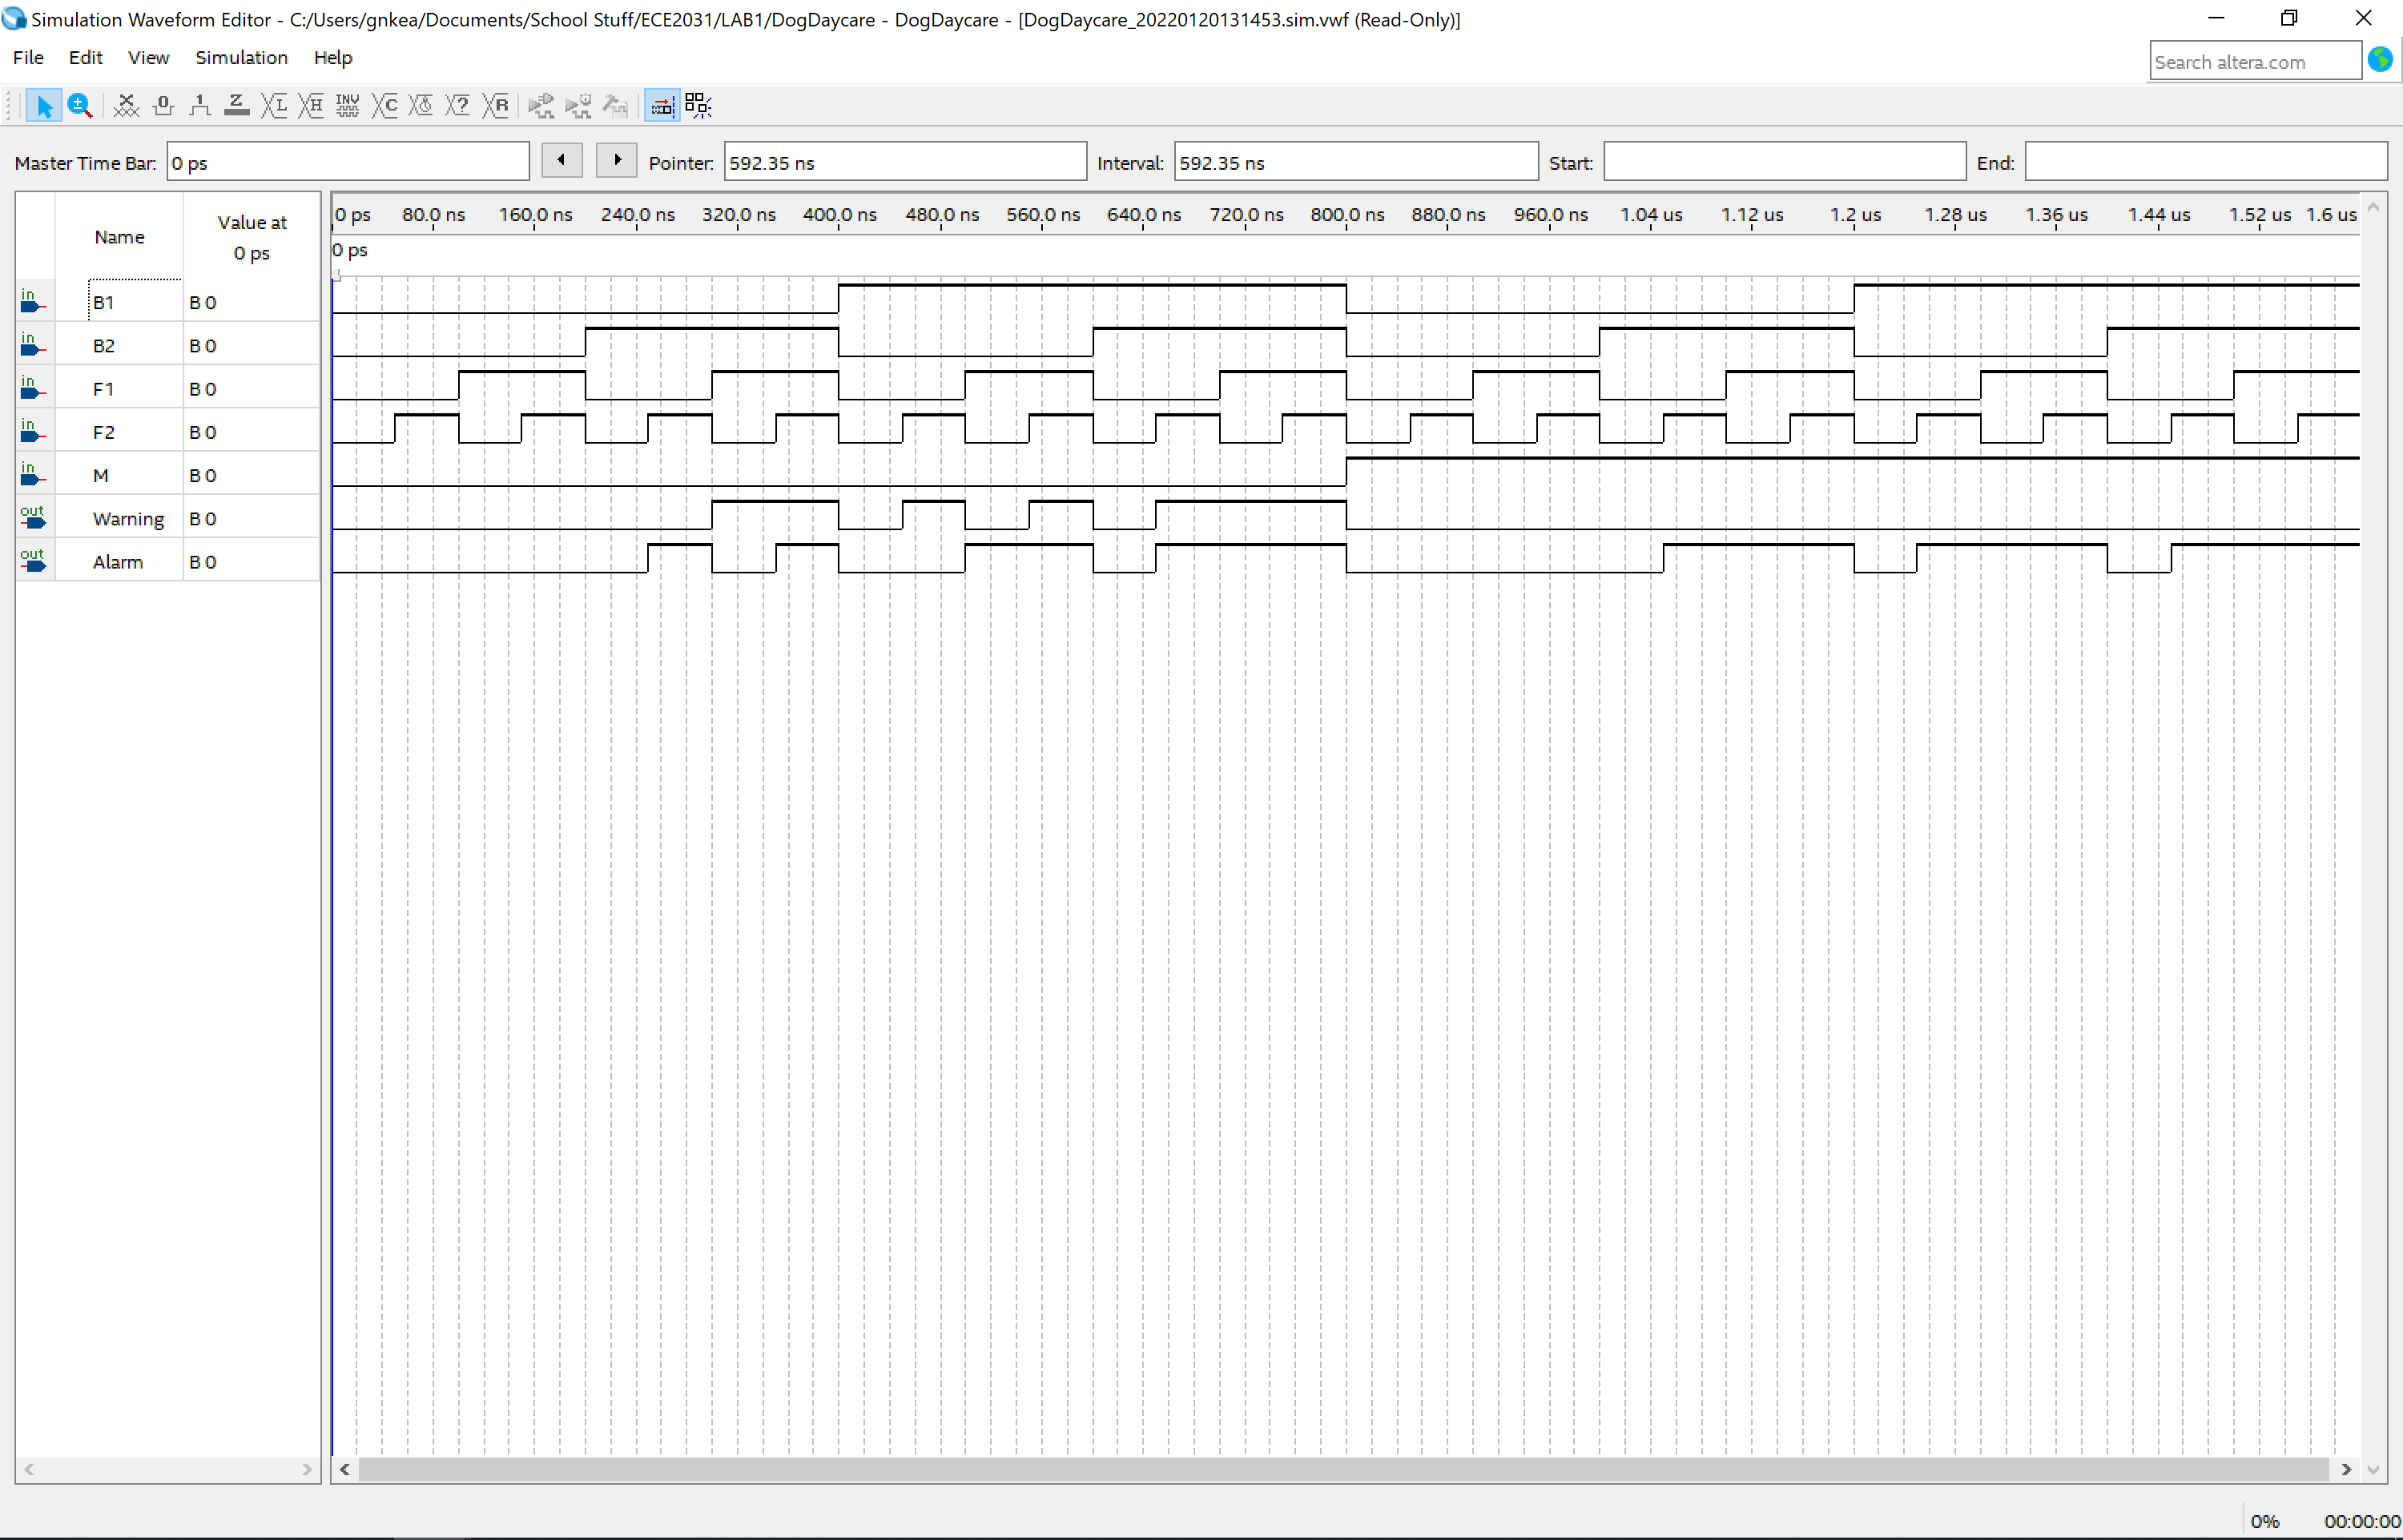 Simulation Waveform Editor - C:/Users/gnkea/Documents/School Stuff/ECE2031/LAB1/DogDaycare - DogDaycare - [DogDaycare_20220120131453.sim.vwf (Read-Only)]
File Edit View Simulation Help
Search altera.com
X 0 1 Z L H INV C ? R
Master Time Bar: 0 ps Pointer: 592.35 ns Interval: 592.35 ns Start: End:
Name Value at 0 ps
0 ps 80.0 ns 160.0 ns 240.0 ns 320.0 ns 400.0 ns 480.0 ns 560.0 ns 640.0 ns 720.0 ns 800.0 ns 880.0 ns 960.0 ns 1.04 us 1.12 us 1.2 us 1.28 us 1.36 us 1.44 us 1.52 us 1.6 us
0 ps
in B1 B 0
in B2 B 0
in F1 B 0
in F2 B 0
in M B 0
out Warning B 0
out Alarm B 0
0% 00:00:00